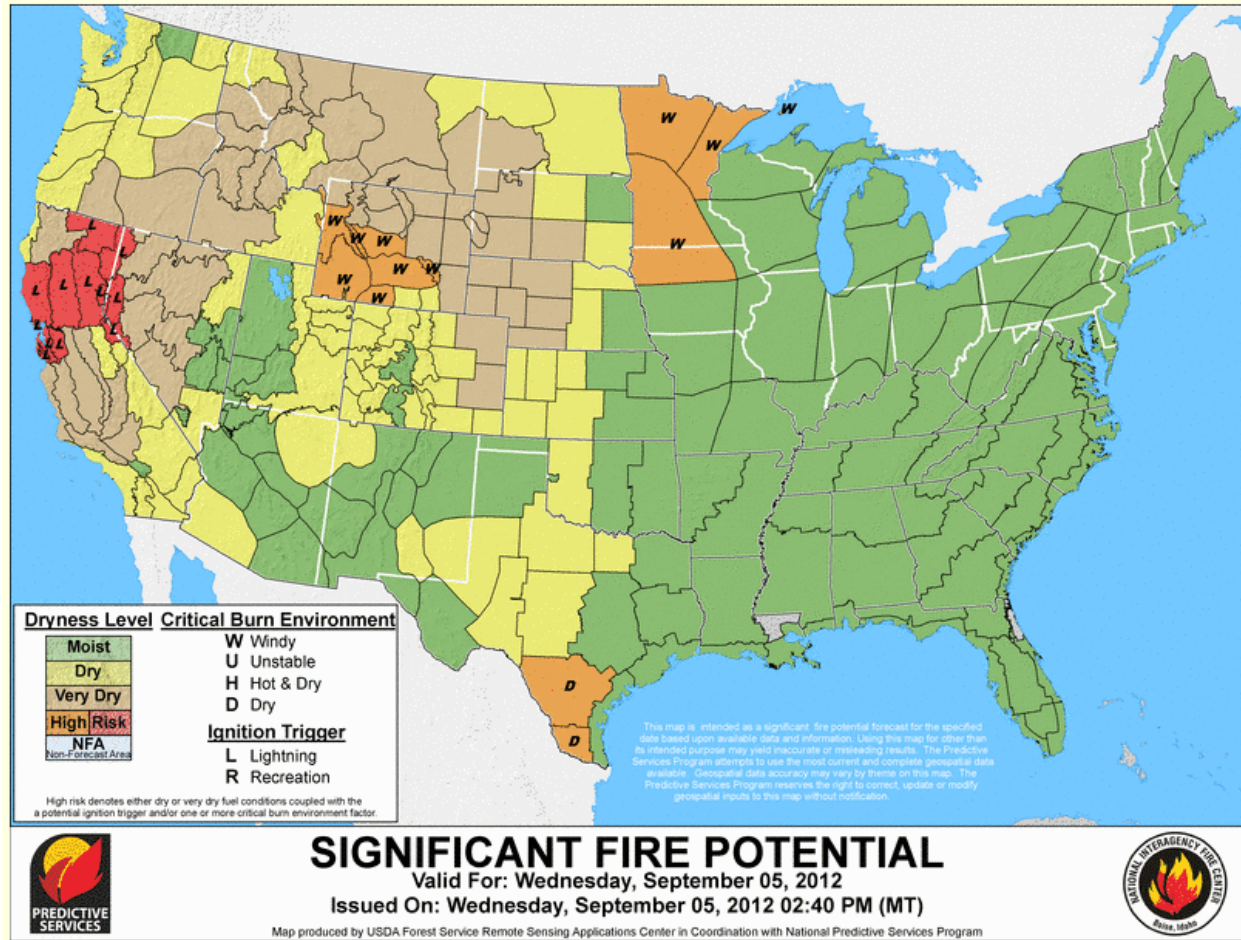 W
W
W
L
L
W
W
W
W
W
W
W
W
L
L
L
L
L
L
L
L
L
L
L
D
D
Dryness Level
Moist
Dry
Very Dry
High Risk
NFA
Non-Forecast Area
Critical Burn Environment
W Windy
U Unstable
H Hot & Dry
D Dry
Ignition Trigger
L Lightning
R Recreation
High risk denotes either dry or very dry fuel conditions coupled with the
a potential ignition trigger and/or one or more critical burn environment factor.
This map is intended as a significant fire potential forecast for the specified
date based upon available data and information. Using this map for other than
its intended purpose may yield inaccurate or misleading results. The Predictive
Services Program attempts to use the most current and complete geospatial data
available. Geospatial data accuracy may vary by theme on this map. The
Predictive Services Program reserves the right to correct, update or modify
geospatial inputs to this map without notification.
PREDICTIVE
SERVICES
SIGNIFICANT FIRE POTENTIAL
Valid For: Wednesday, September 05, 2012
Issued On: Wednesday, September 05, 2012 02:40 PM (MT)
Map produced by USDA Forest Service Remote Sensing Applications Center in Coordination with National Predictive Services Program
NATIONAL INTERAGENCY FIRE CENTER
Boise, Idaho